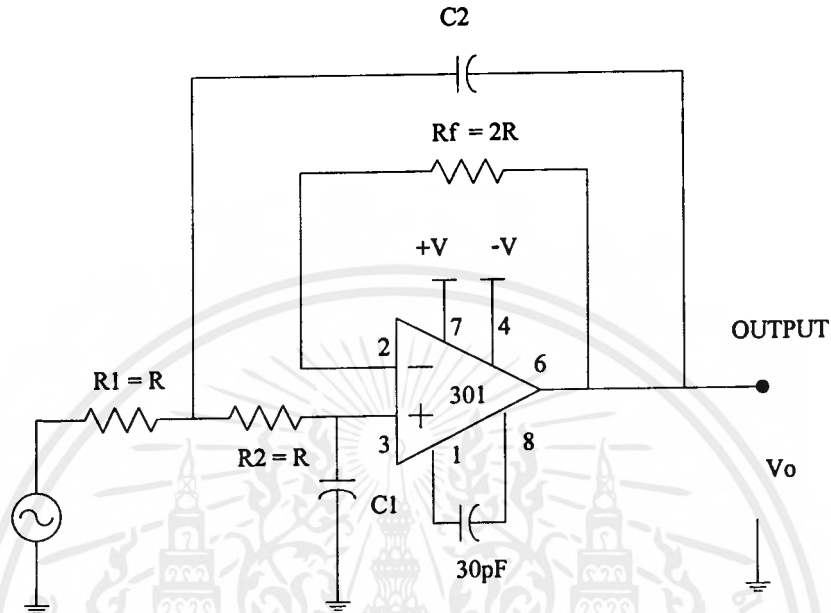 C2
Rf = 2R
+V
-V
7
4
OUTPUT
2
6
R1 = R
301
R2 = R
3
8
1
C1
Vo
30pF